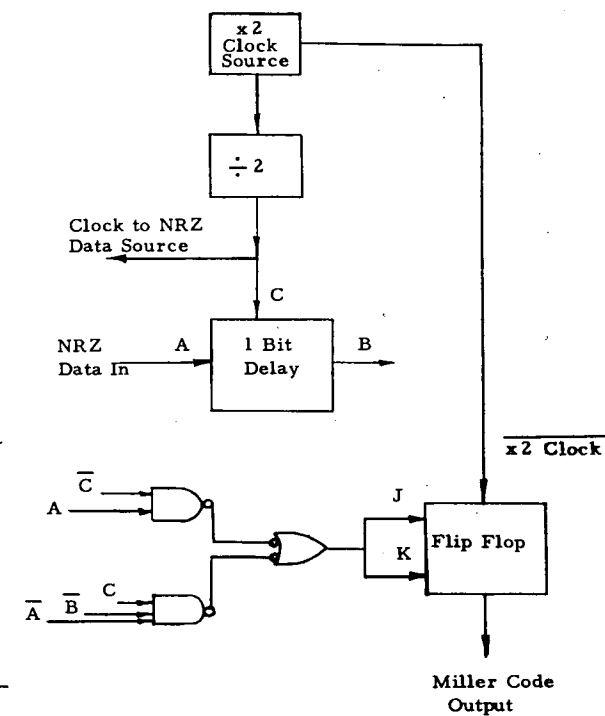 x2
Clock
Source
÷ 2
Clock to NRZ
Data Source
C
NRZ
Data In
A
1 Bit
Delay
B
x2 Clock
C̅
A
J
K
Flip Flop
C
B̅
A̅
Miller Code
Output